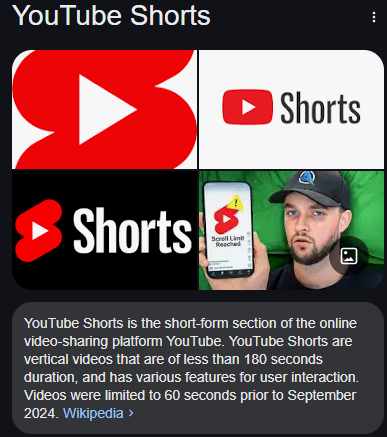 YouTube Shorts
Shorts
Shorts
Scroll Limit
Reached
YouTube Shorts is the short-form section of the online
video-sharing platform YouTube. YouTube Shorts are
vertical videos that are of less than 180 seconds
duration, and has various features for user interaction.
Videos were limited to 60 seconds prior to September
2024. Wikipedia >